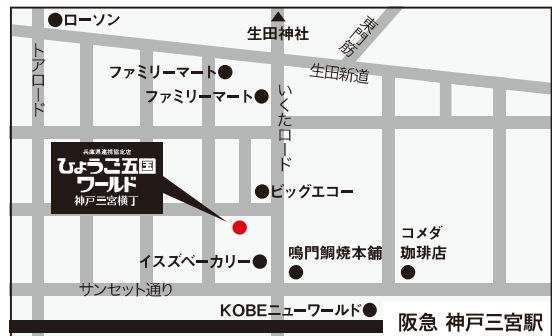 ローソン
生田神社
東門筋
トアロード
ファミリーマート
生田新道
ファミリーマート
いくたロード
兵庫県連携協定店
ひょうご五国
ワールド
神戸三宮横丁
ビッグエコー
コメダ
珈琲店
鳴門鯛焼本舗
イスズベーカリー
サンセット通り
KOBEニューワールド
阪急 神戸三宮駅